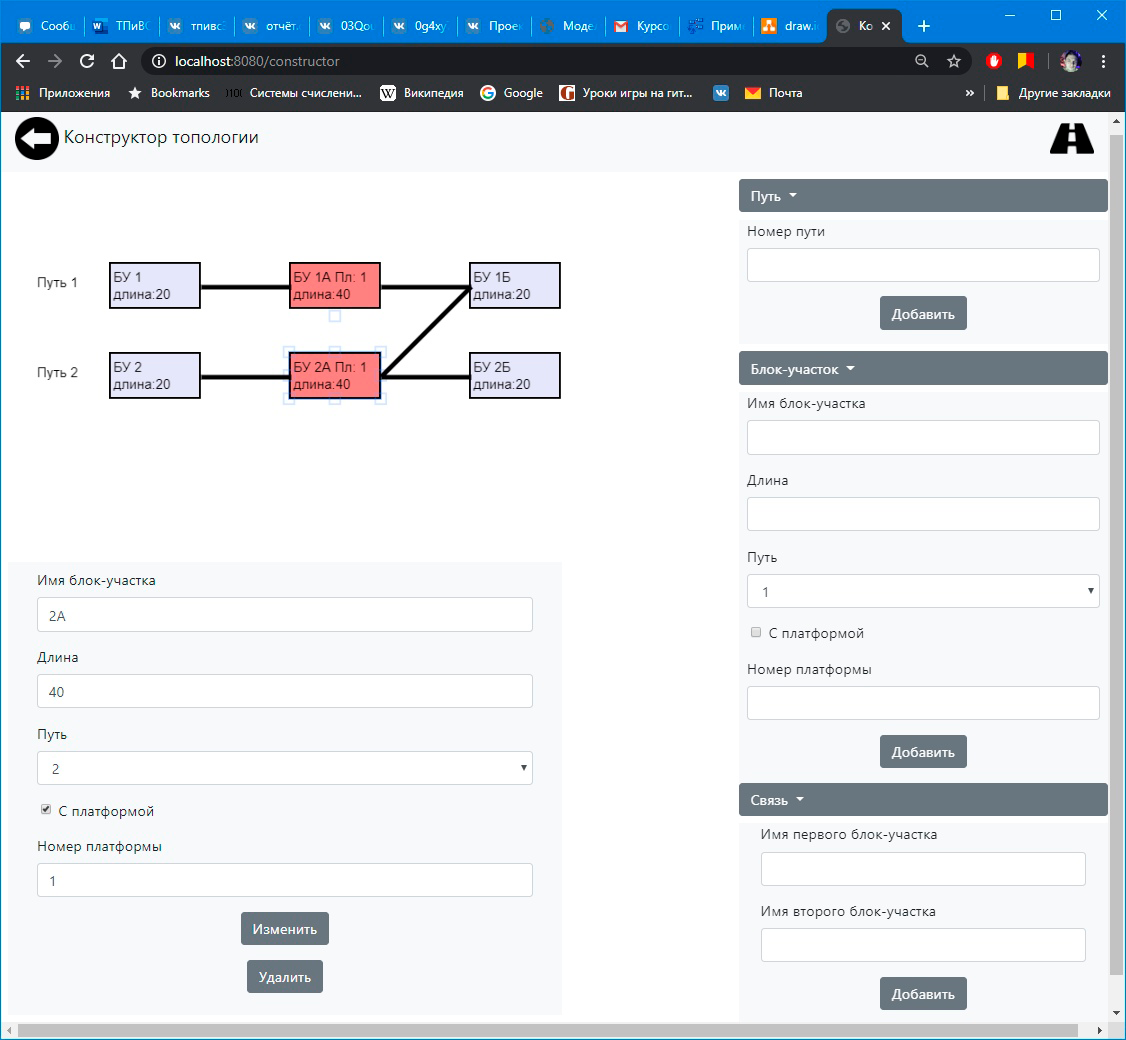 Сообщ
ТПиВС
тпивс
отчёт.
03Qou
0g4xy
Проек
Моде
Курсо
Прим
draw.i
Ко
localhost:8080/constructor
Приложения
Bookmarks
Системы счислени...
Википедия
Google
Уроки игры на гит...
Почта
»
Другие закладки
Конструктор топологии
Путь 1
БУ 1
длина:20
БУ 1А Пл: 1
длина:40
БУ 1Б
длина:20
Путь 2
БУ 2
длина:20
БУ 2А Пл: 1
длина:40
БУ 2Б
длина:20
Имя блок-участка
2А
Длина
40
Путь
2
С платформой
Номер платформы
1
Изменить
Удалить
Путь
Номер пути
Добавить
Блок-участок
Имя блок-участка
Длина
Путь
1
С платформой
Номер платформы
Добавить
Связь
Имя первого блок-участка
Имя второго блок-участка
Добавить